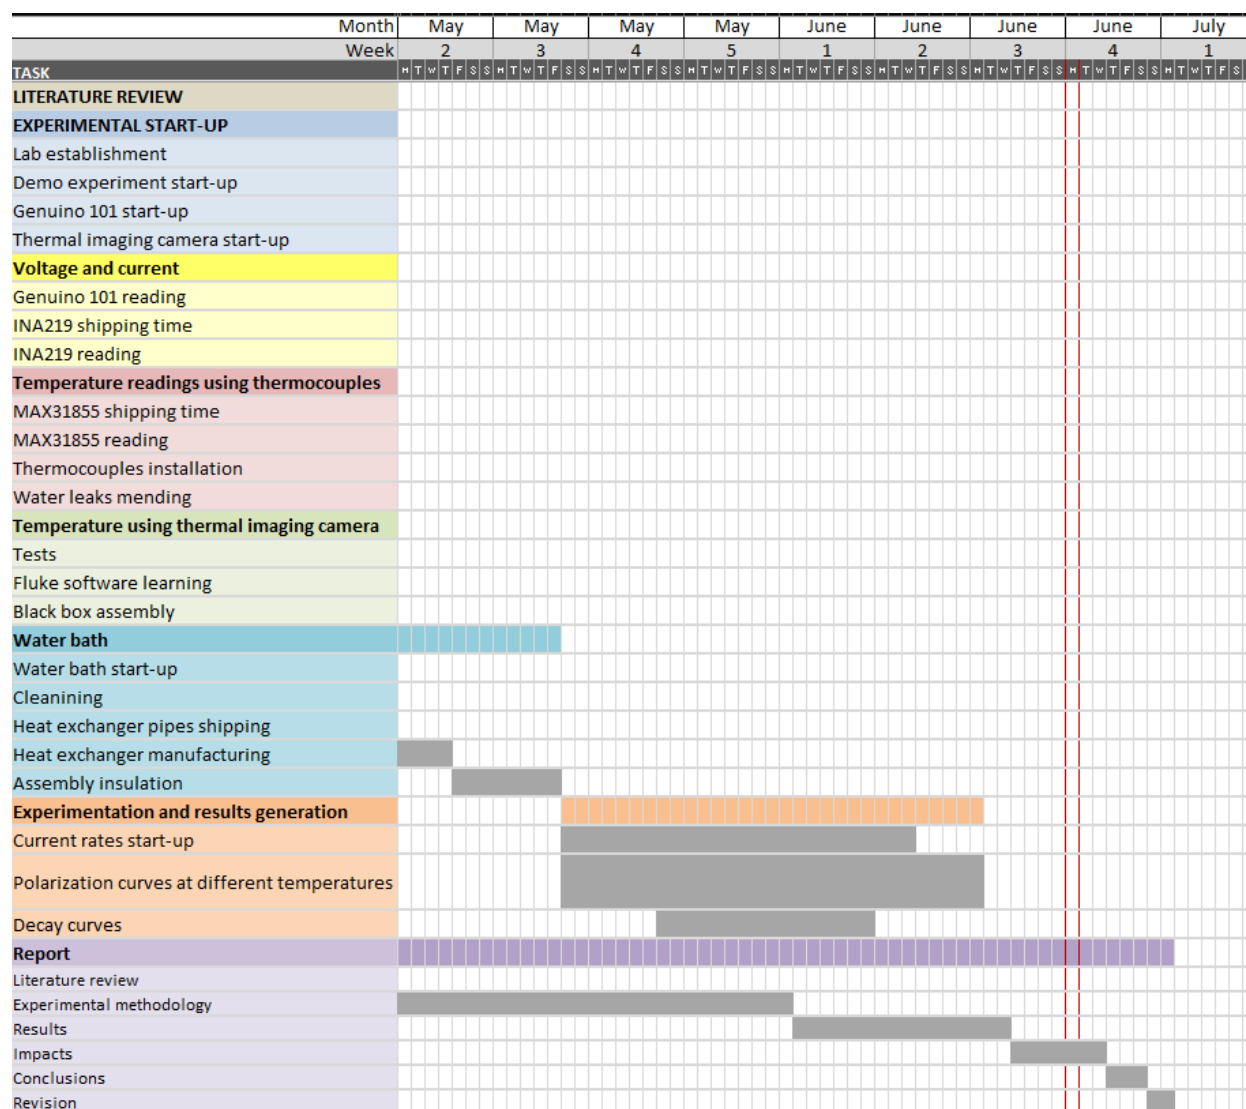 Month May May May May June June June June July
Week 2 3 4 5 1 2 3 4 1
TASK M T W T F S S M T W T F S S M T W T F S S M T W T F S S M T W T F S S M T W T F S S M T W T F S S M T W T F S S M T W T F S
LITERATURE REVIEW
EXPERIMENTAL START-UP
Lab establishment
Demo experiment start-up
Genuino 101 start-up
Thermal imaging camera start-up
Voltage and current
Genuino 101 reading
INA219 shipping time
INA219 reading
Temperature readings using thermocouples
MAX31855 shipping time
MAX31855 reading
Thermocouples installation
Water leaks mending
Temperature using thermal imaging camera
Tests
Fluke software learning
Black box assembly
Water bath
Water bath start-up
Cleanining
Heat exchanger pipes shipping
Heat exchanger manufacturing
Assembly insulation
Experimentation and results generation
Current rates start-up
Polarization curves at different temperatures
Decay curves
Report
Literature review
Experimental methodology
Results
Impacts
Conclusions
Revision